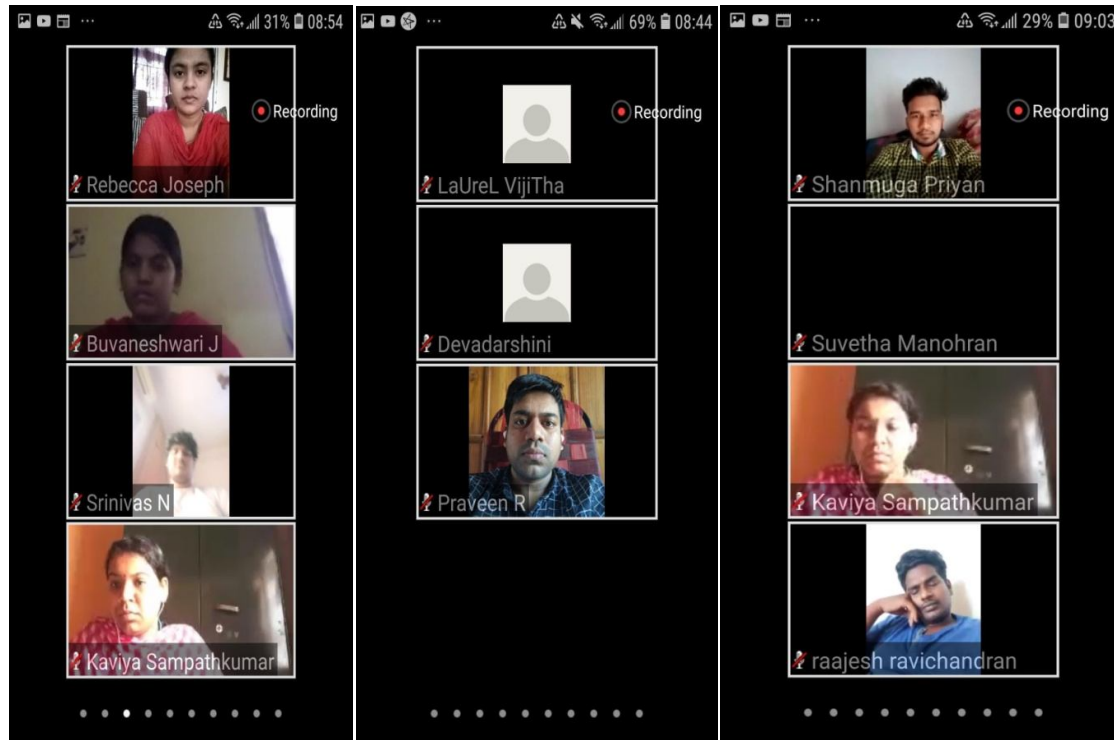 31% 08:54
Recording
Rebecca Joseph
Buvaneshwari J
Srinivas N
Kaviya Sampathkumar
69% 08:44
Recording
LaUreL VijiTha
Devadarshini
Praveen R
29% 09:03
Recording
Shanmuga Priyan
Suvetha Manohran
Kaviya Sampathkumar
raajesh ravichandran